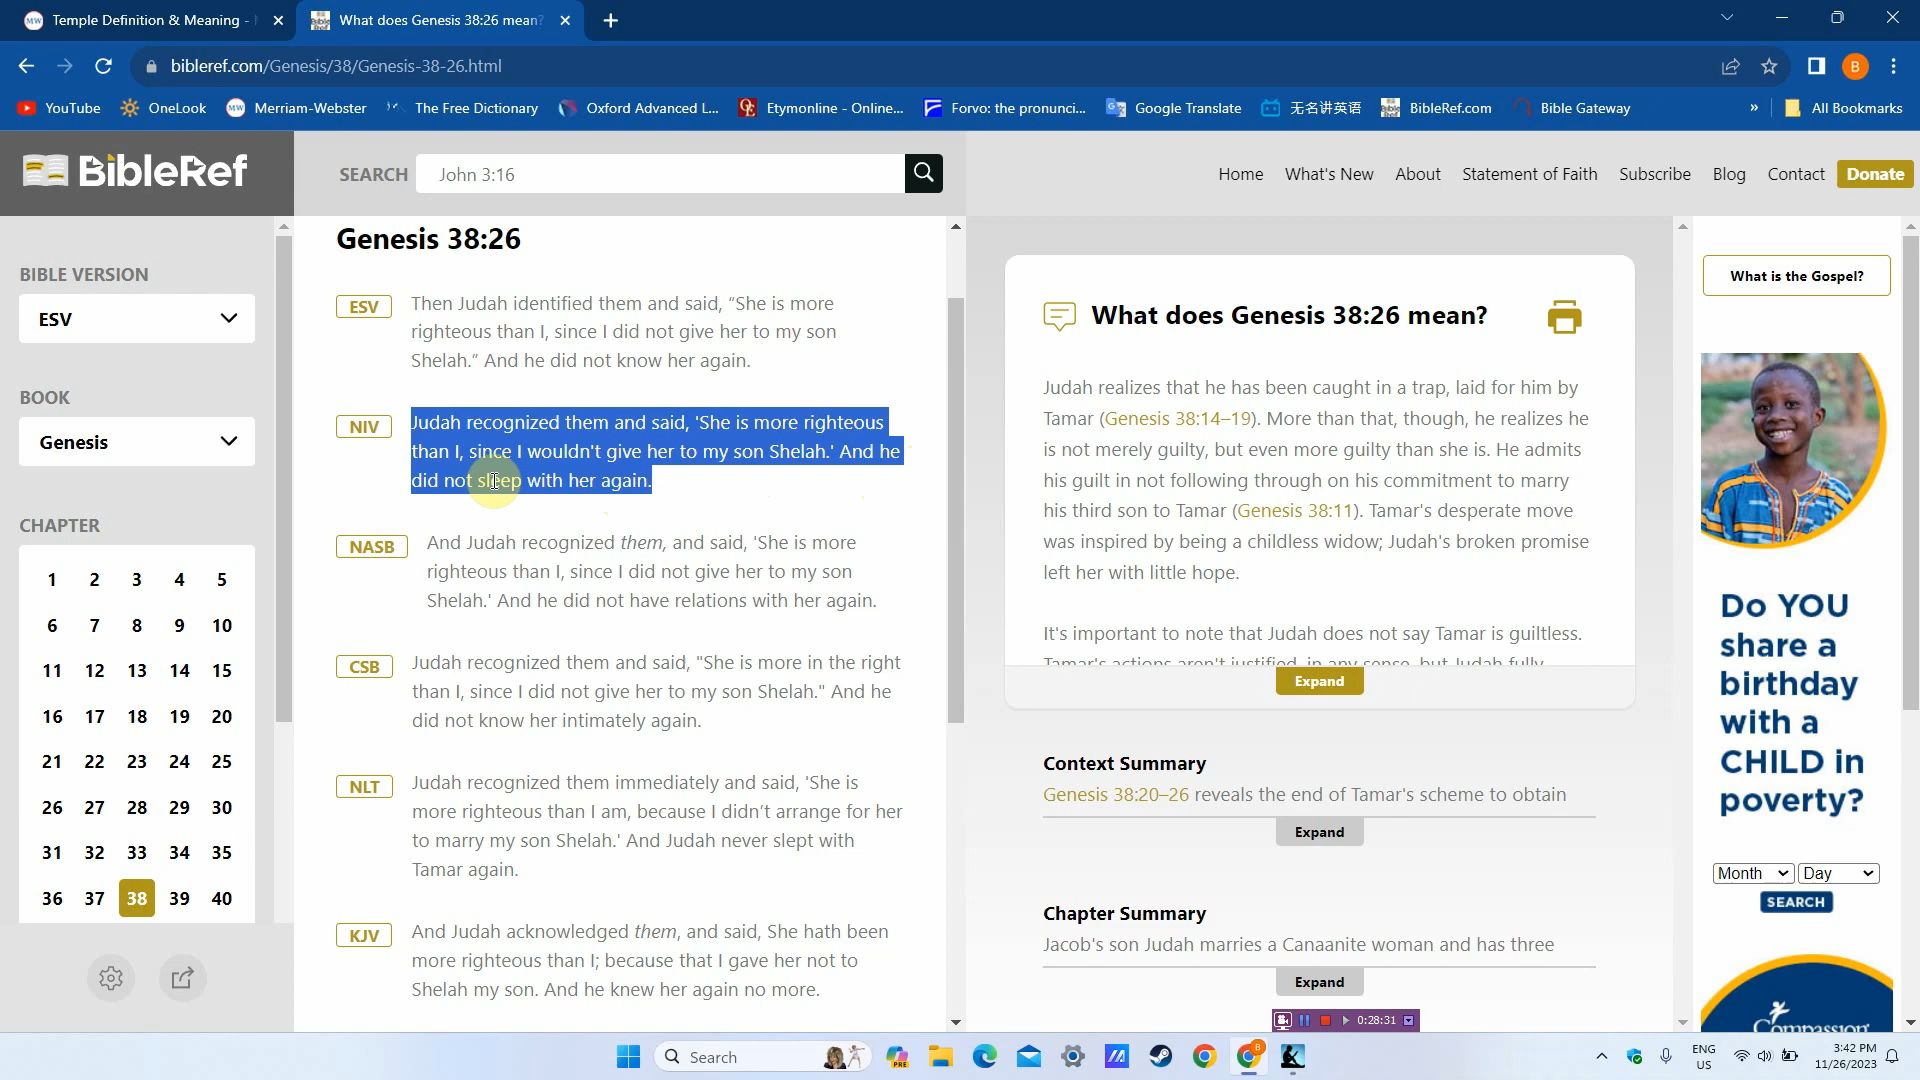 Temple Definition & Meaning -
What does Genesis 38:26 mean?
bibleref.com/Genesis/38/Genesis-38-26.html
YouTube
OneLook
Merriam-Webster
The Free Dictionary
Oxford Advanced L...
Etymonline - Online...
Forvo: the pronunci...
Google Translate
无名讲英语
BibleRef.com
Bible Gateway
»
All Bookmarks
BibleRef
SEARCH
John 3:16
Home
What's New
About
Statement of Faith
Subscribe
Blog
Contact
Donate
BIBLE VERSION
ESV
BOOK
Genesis
CHAPTER
1 2 3 4 5
6 7 8 9 10
11 12 13 14 15
16 17 18 19 20
21 22 23 24 25
26 27 28 29 30
31 32 33 34 35
36 37 38 39 40
Genesis 38:26
ESV
Then Judah identified them and said, “She is more
righteous than I, since I did not give her to my son
Shelah.” And he did not know her again.
NIV
Judah recognized them and said, 'She is more righteous
than I, since I wouldn't give her to my son Shelah.' And he
did not sleep with her again.
NASB
And Judah recognized them, and said, 'She is more
righteous than I, since I did not give her to my son
Shelah.' And he did not have relations with her again.
CSB
Judah recognized them and said, "She is more in the right
than I, since I did not give her to my son Shelah." And he
did not know her intimately again.
NLT
Judah recognized them immediately and said, 'She is
more righteous than I am, because I didn’t arrange for her
to marry my son Shelah.' And Judah never slept with
Tamar again.
KJV
And Judah acknowledged them, and said, She hath been
more righteous than I; because that I gave her not to
Shelah my son. And he knew her again no more.
What does Genesis 38:26 mean?
Judah realizes that he has been caught in a trap, laid for him by
Tamar (Genesis 38:14–19). More than that, though, he realizes he
is not merely guilty, but even more guilty than she is. He admits
his guilt in not following through on his commitment to marry
his third son to Tamar (Genesis 38:11). Tamar's desperate move
was inspired by being a childless widow; Judah's broken promise
left her with little hope.
It's important to note that Judah does not say Tamar is guiltless.
Tamar's actions aren't justified, in any sense, but Judah fully
Expand
Context Summary
Genesis 38:20–26 reveals the end of Tamar's scheme to obtain
Expand
Chapter Summary
Jacob's son Judah marries a Canaanite woman and has three
Expand
0:28:31
What is the Gospel?
Do YOU
share a
birthday
with a
CHILD in
poverty?
Month
Day
SEARCH
Compassion
Search
PRE
ENG
US
3:42 PM
11/26/2023